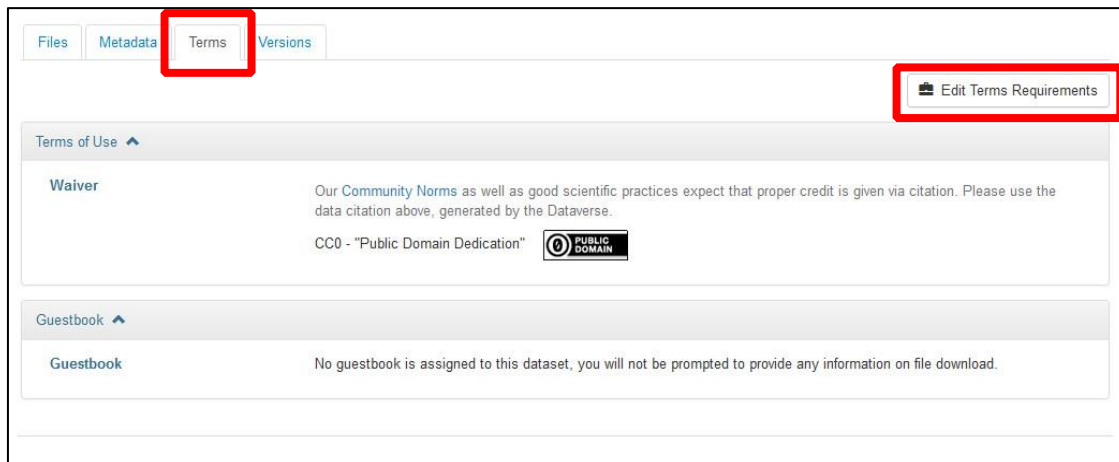 Files Metadata Terms Versions
Edit Terms Requirements
Terms of Use
Waiver
Our Community Norms as well as good scientific practices expect that proper credit is given via citation. Please use the
data citation above, generated by the Dataverse.
CC0 - "Public Domain Dedication"
PUBLIC
DOMAIN
Guestbook
Guestbook
No guestbook is assigned to this dataset, you will not be prompted to provide any information on file download.